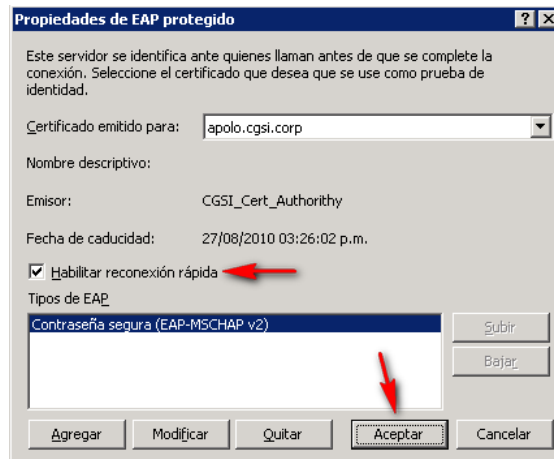 Propiedades de EAP protegido
Este servidor se identifica ante quienes llaman antes de que se complete la
conexión. Seleccione el certificado que desea que se use como prueba de
identidad.
Certificado emitido para: apolo.cgsi.corp
Nombre descriptivo:
Emisor: CGSI_Cert_Authorithy
Fecha de caducidad: 27/08/2010 03:26:02 p.m.
Habilitar reconexión rápida
Tipos de EAP
Contraseña segura (EAP-MSCHAP v2)
Subir
Bajar
Agregar Modificar Quitar Aceptar Cancelar